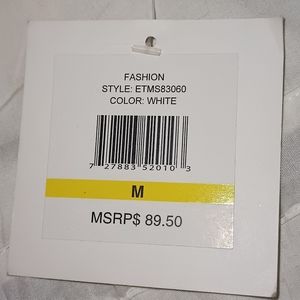 FASHION
STYLE: ETMS83060
COLOR: WHITE
7 27883 52010 3
M
MSRP$ 89.50